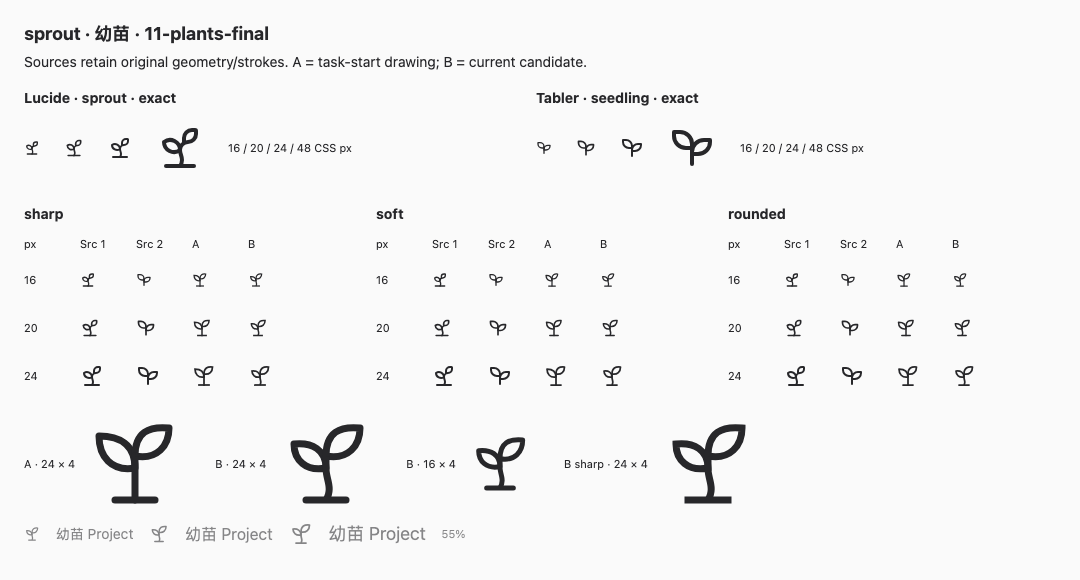 sprout · 幼苗 · 11-plants-final
Sources retain original geometry/strokes. A = task-start drawing; B = current candidate.
Lucide · sprout · exact
Tabler · seedling · exact
16 / 20 / 24 / 48 CSS px
16 / 20 / 24 / 48 CSS px
sharp
soft
rounded
px Src 1 Src 2 A B
px Src 1 Src 2 A B
px Src 1 Src 2 A B
16
16
16
20
20
20
24
24
24
A · 24 × 4
B · 24 × 4
B · 16 × 4
B sharp · 24 × 4
幼苗 Project
幼苗 Project
幼苗 Project
55%